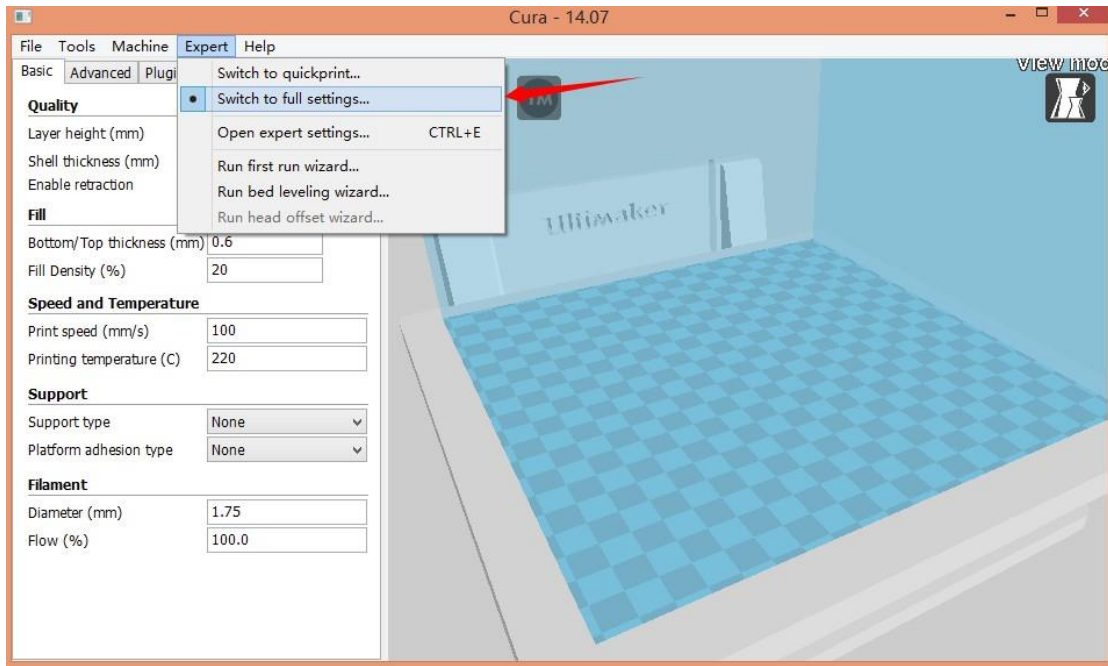 Cura - 14.07
File Tools Machine Expert Help
Basic Advanced Plugi
Switch to quickprint...
Switch to full settings...
Open expert settings... CTRL+E
Run first run wizard...
Run bed leveling wizard...
Run head offset wizard...
View mod
YM
Quality
Layer height (mm)
Shell thickness (mm)
Enable retraction
Fill
Bottom/Top thickness (mm) 0.6
Fill Density (%) 20
Speed and Temperature
Print speed (mm/s) 100
Printing temperature (C) 220
Support
Support type None
Platform adhesion type None
Filament
Diameter (mm) 1.75
Flow (%) 100.0
Ultimaker